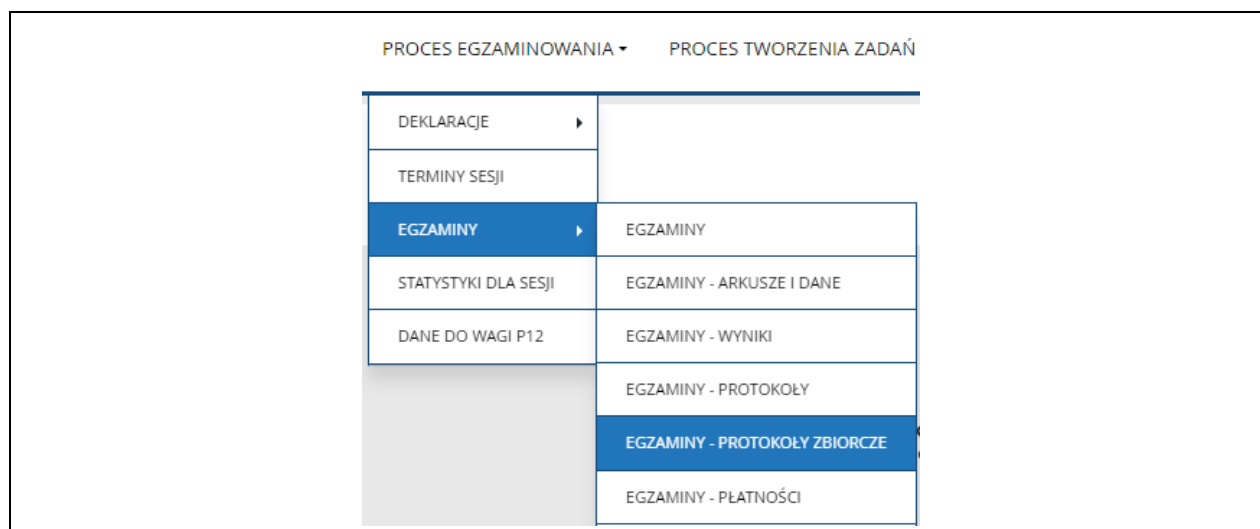 PROCES EGZAMINOWANIA PROCES TWORZENIA ZADAŃ
DEKLARACJE
TERMINY SESJI
EGZAMINY
STATYSTYKI DLA SESJI
DANE DO WAGI P12
EGZAMINY
EGZAMINY - ARKUSZE I DANE
EGZAMINY - WYNIKI
EGZAMINY - PROTOKOŁY
EGZAMINY - PROTOKOŁY ZBIORCZE
EGZAMINY - PŁATNOŚCI